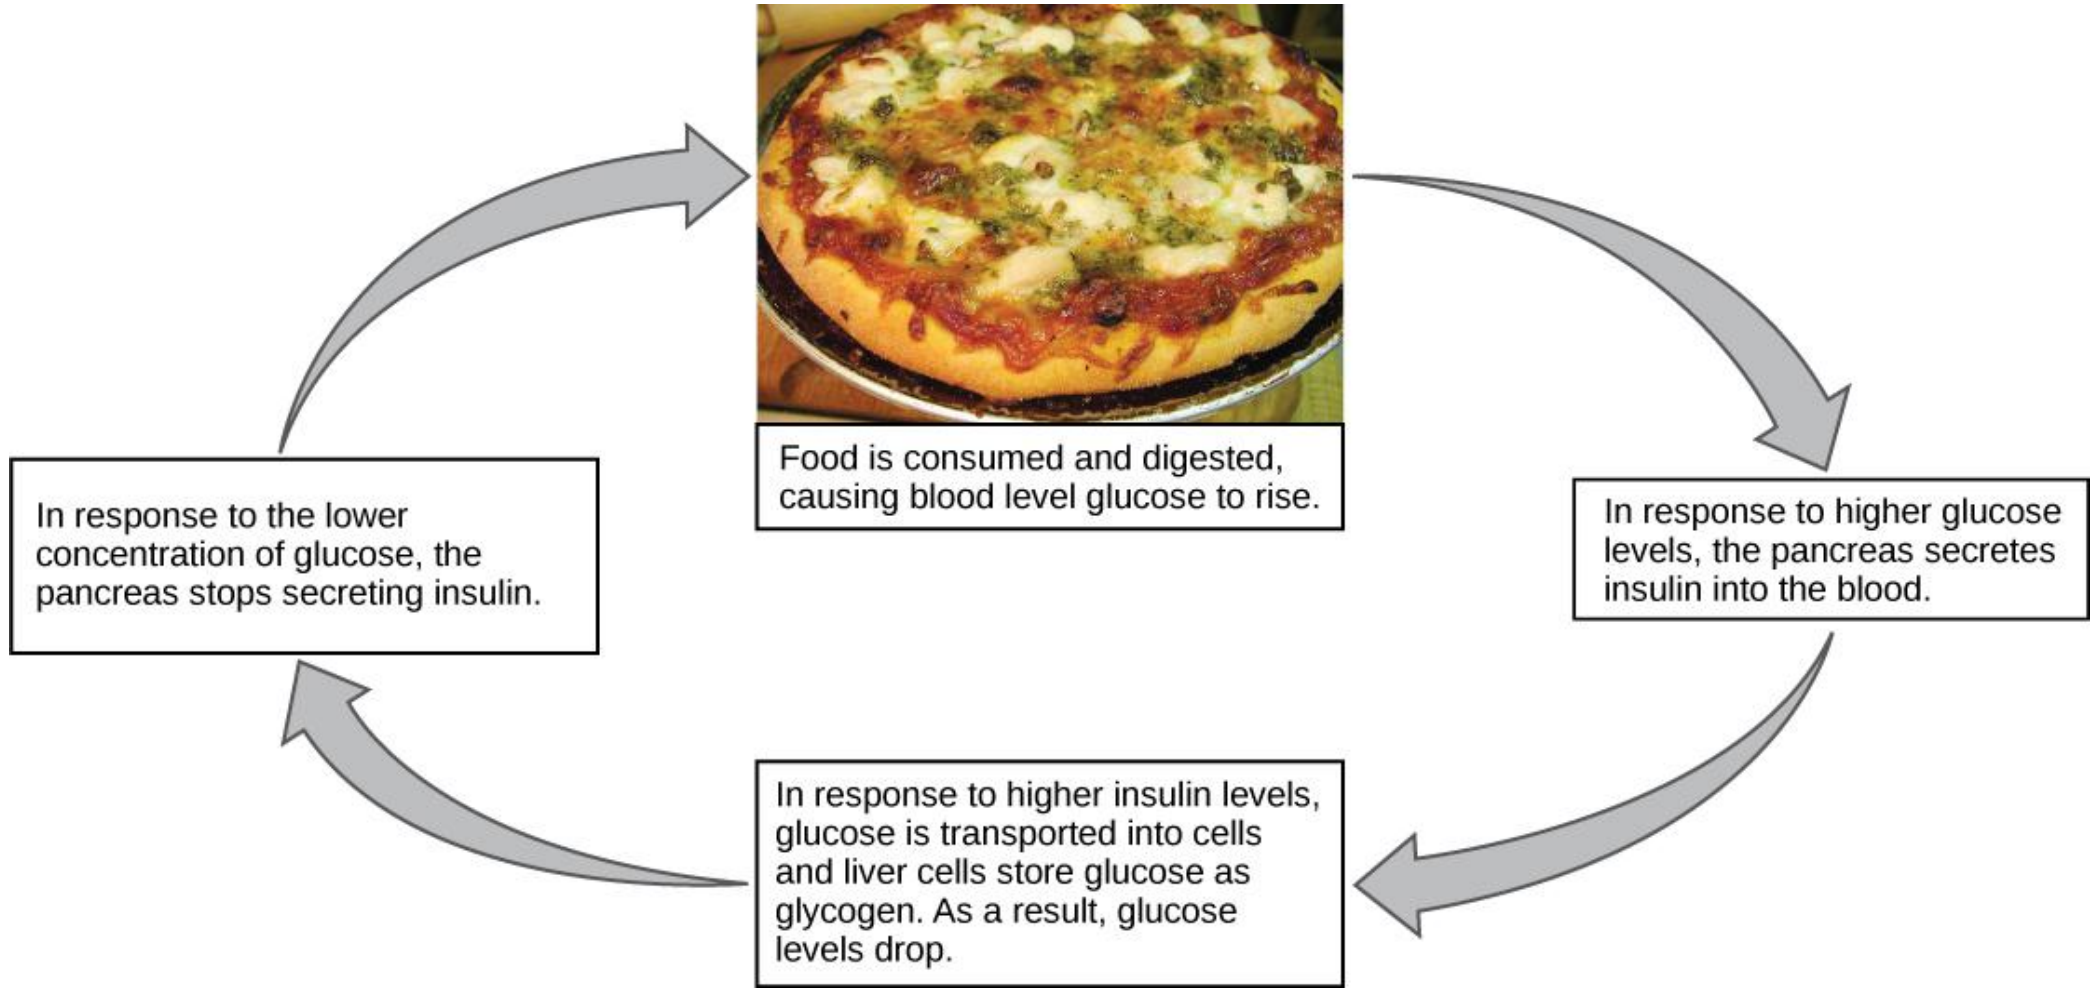 Food is consumed and digested,
causing blood level glucose to rise.
In response to higher glucose
levels, the pancreas secretes
insulin into the blood.
In response to higher insulin levels,
glucose is transported into cells
and liver cells store glucose as
glycogen. As a result, glucose
levels drop.
In response to the lower
concentration of glucose, the
pancreas stops secreting insulin.